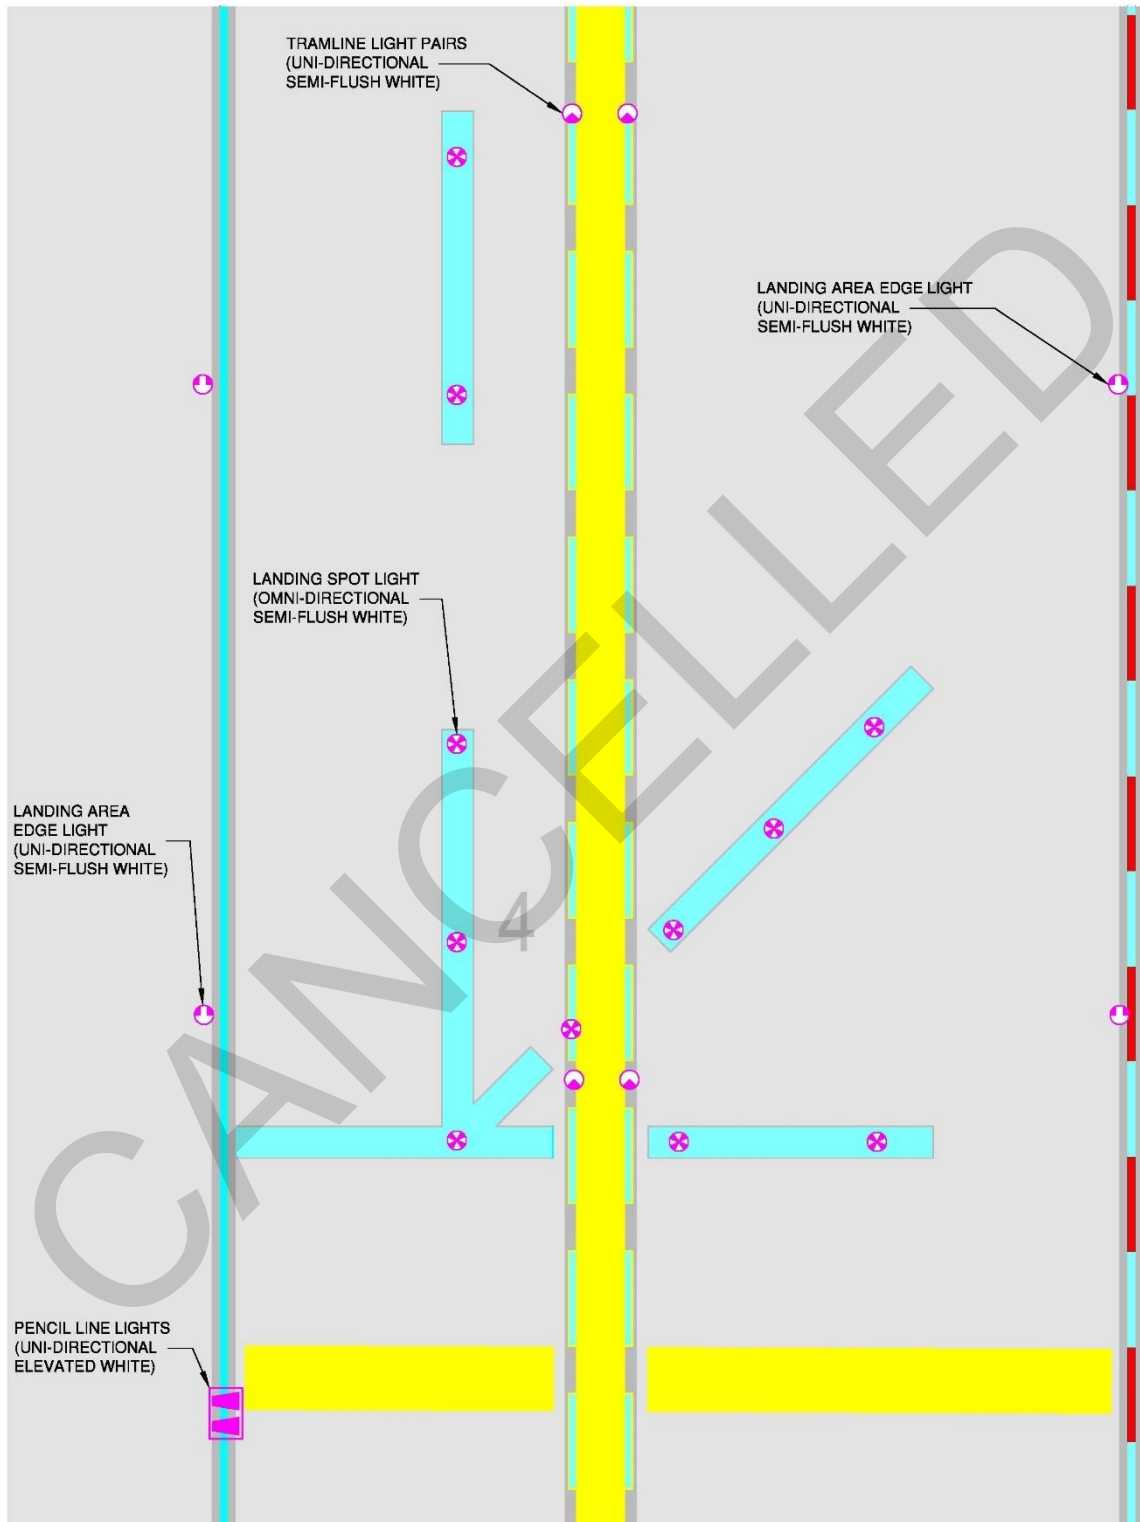 TRAMLINE LIGHT PAIRS
(UNI-DIRECTIONAL
SEMI-FLUSH WHITE)
LANDING AREA EDGE LIGHT
(UNI-DIRECTIONAL
SEMI-FLUSH WHITE)
LANDING SPOT LIGHT
(OMNI-DIRECTIONAL
SEMI-FLUSH WHITE)
LANDING AREA
EDGE LIGHT
(UNI-DIRECTIONAL
SEMI-FLUSH WHITE)
4
PENCIL LINE LIGHTS
(UNI-DIRECTIONAL
ELEVATED WHITE)
CANCELLED